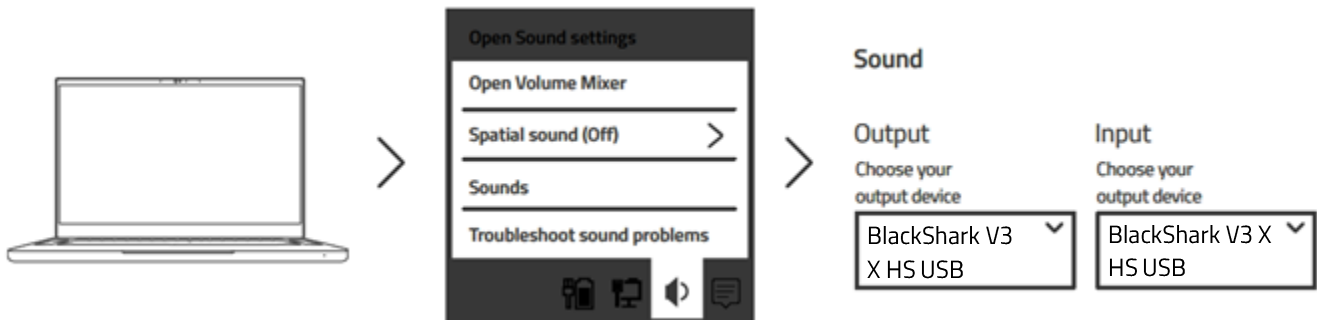 Open Sound settings
Open Volume Mixer
Spatial sound (Off)
Sounds
Troubleshoot sound problems
Sound
Output
Choose your
output device
BlackShark V3
X HS USB
Input
Choose your
output device
BlackShark V3 X
HS USB